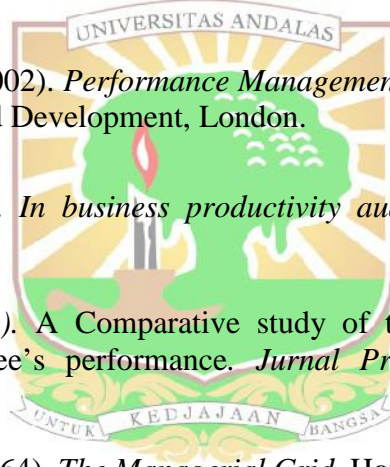 UNIVERSITAS ANDALAS
002). Performance Managemen
d Development, London.
. In business productivity au
). A Comparative study of t
ee's performance. Jurnal Pr
UNTUK KEDJAJAAN BANGSA
64). The Managerial Grid. Ho